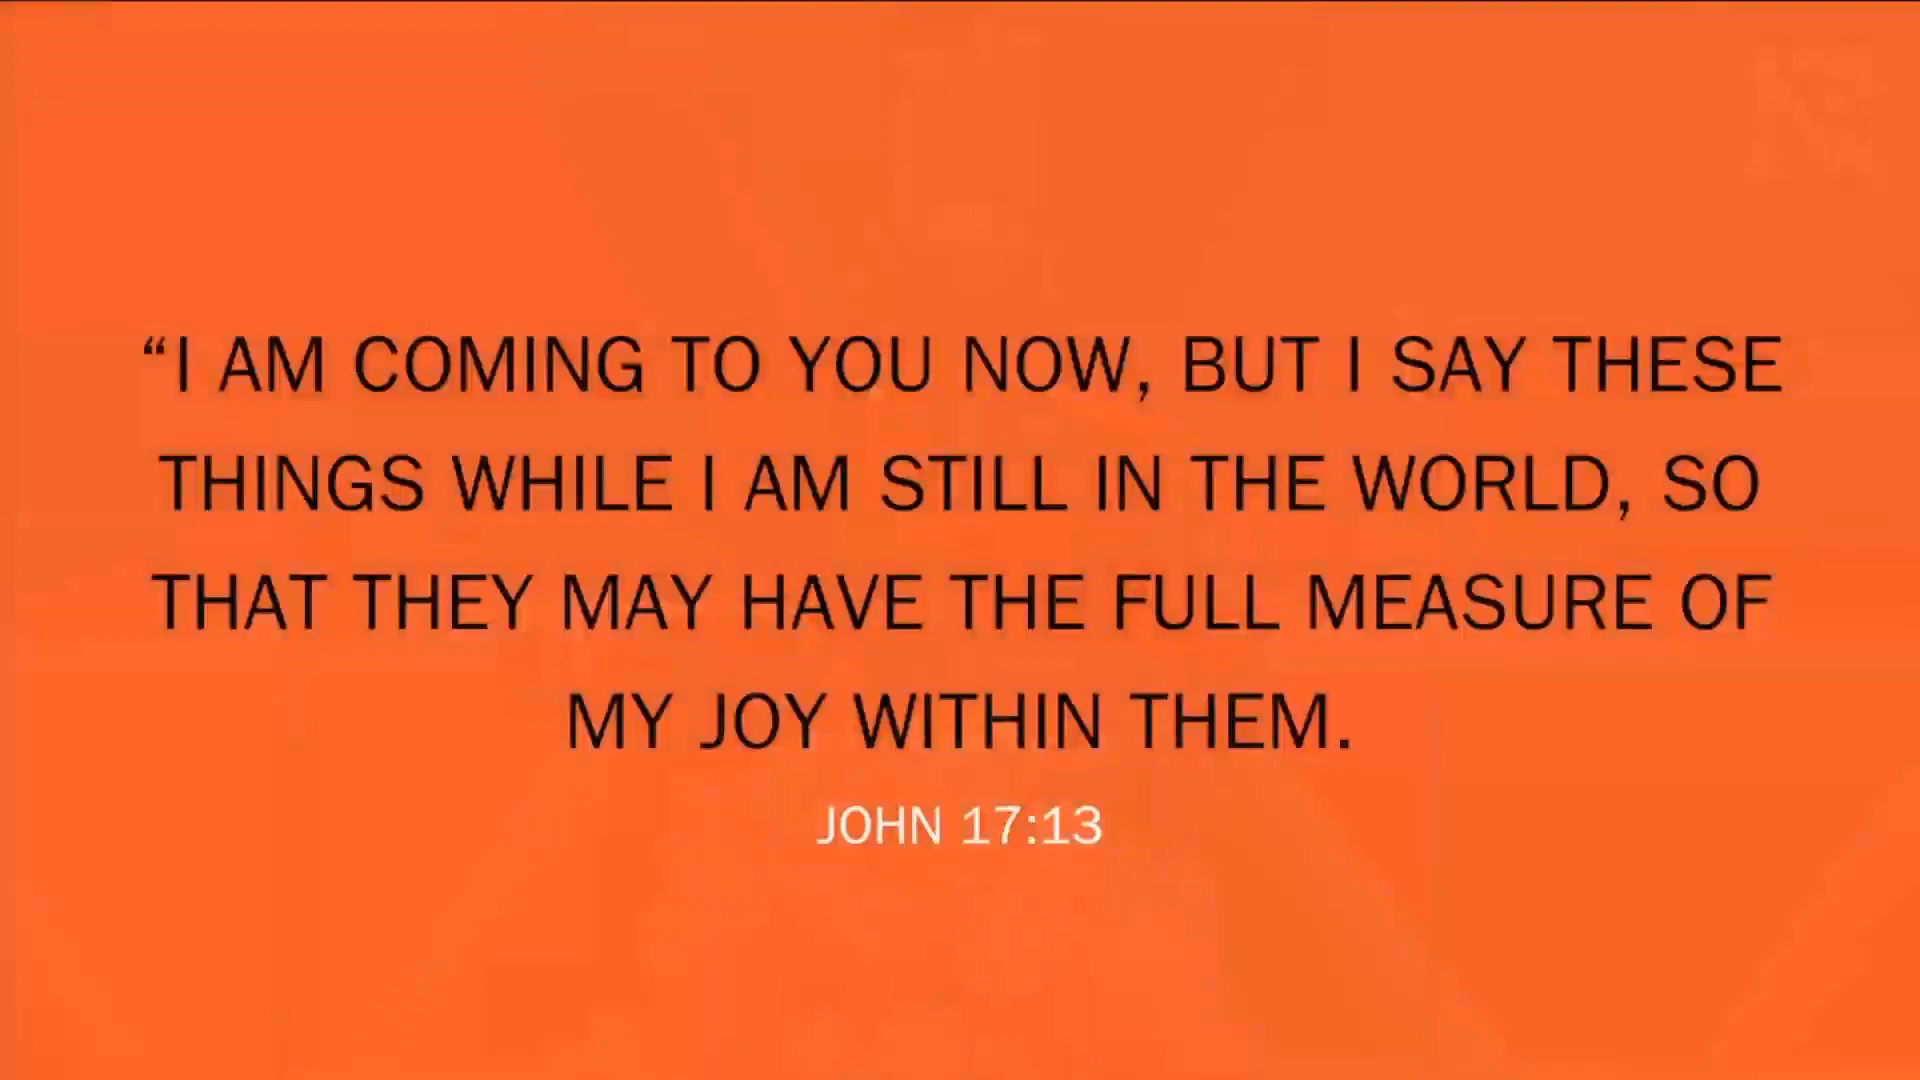 “I AM COMING TO YOU NOW, BUT I SAY THESE
THINGS WHILE I AM STILL IN THE WORLD, SO
THAT THEY MAY HAVE THE FULL MEASURE OF
MY JOY WITHIN THEM.
JOHN 17:13